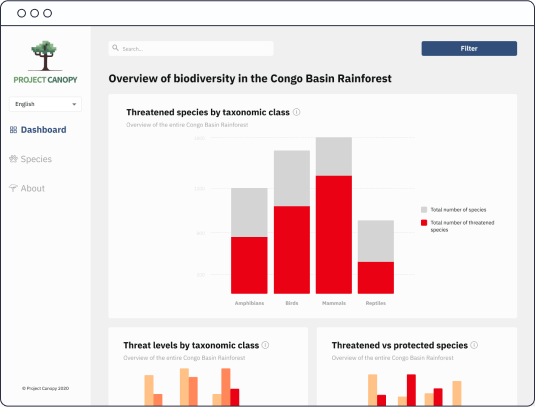 Search...
Filter
PROJECT CANOPY
English
Dashboard
Species
About
© Project Canopy 2020
Overview of biodiversity in the Congo Basin Rainforest
Threatened species by taxonomic class
Overview of the entire Congo Basin Rainforest
Amphibians
Birds
Mammals
Reptiles
Total number of species
Total number of threatened
species
Threat levels by taxonomic class
Overview of the entire Congo Basin Rainforest
Threatened vs protected species
Overview of the entire Congo Basin Rainforest